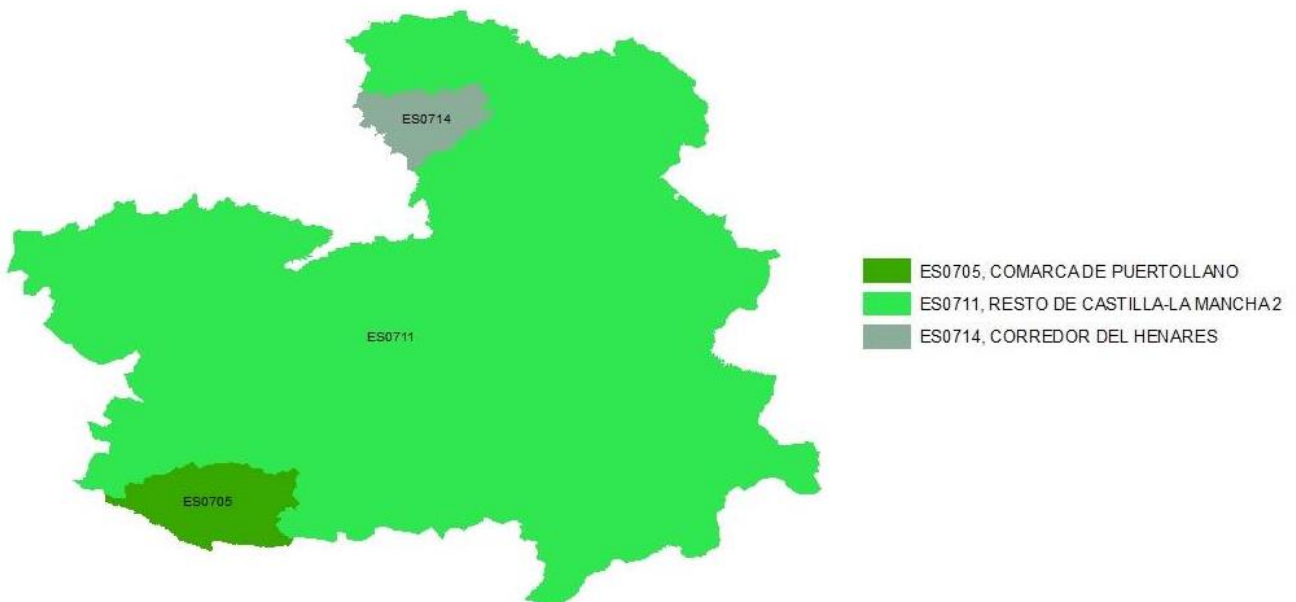 ES0714
ES0711
ES0705
ES0705, COMARCA DE PUERTOLLANO
ES0711, RESTO DE CASTILLA-LA MANCHA 2
ES0714, CORREDOR DEL HENARES